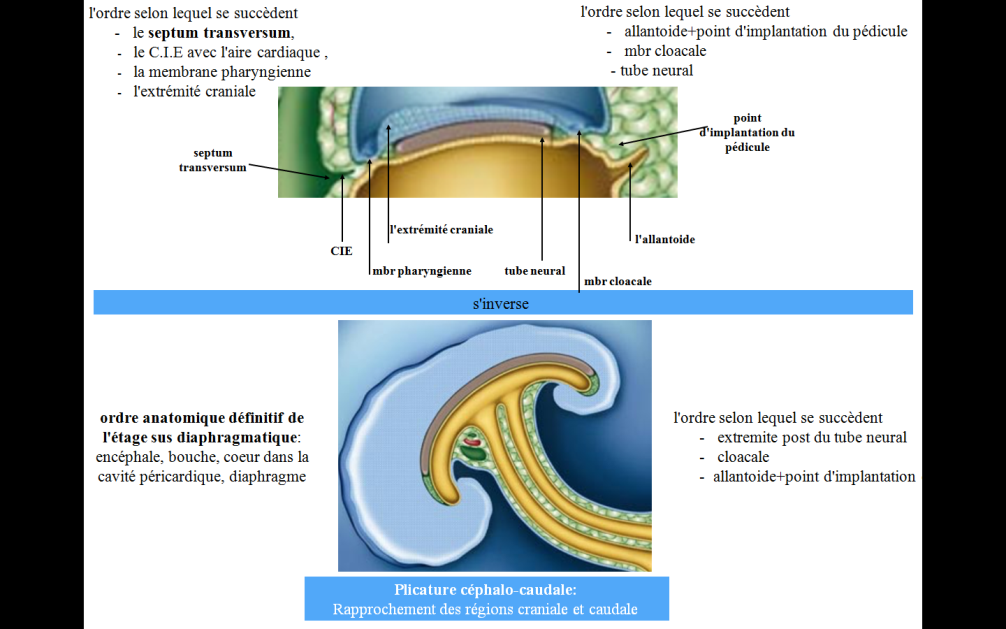 l'ordre selon lequel se succèdent
- le septum transversum,
- le C.I.E avec l'aire cardiaque ,
- la membrane pharyngienne
- l'extrémité craniale
l'ordre selon lequel se succèdent
- allantoide+point d'implantation du pédicule
- mbr cloacale
- tube neural
point
d'implantation du
pédicule
septum
transversum
l'extrémité craniale
l'allantoide
CIE
mbr pharyngienne
tube neural
mbr cloacale
s'inverse
ordre anatomique définitif de
l'étage sus diaphragmatique:
encéphale, bouche, coeur dans la
cavité péricardique, diaphragme
l'ordre selon lequel se succèdent
- extremite post du tube neural
- cloacale
- allantoide+point d'implantation
Plicature céphalo-caudale:
Rapprochement des régions craniale et caudale